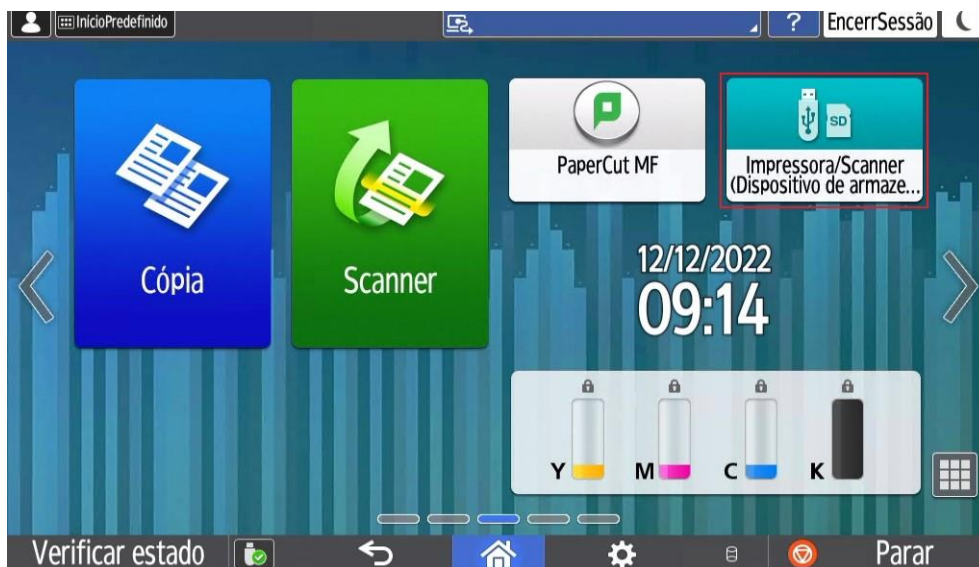 InícioPredefinido
?
EncerrSessão
Cópia
Scanner
PaperCut MF
SD
Impressora/Scanner
(Dispositivo de armaze...
12/12/2022
09:14
Y
M
C
K
Verificar estado
Parar